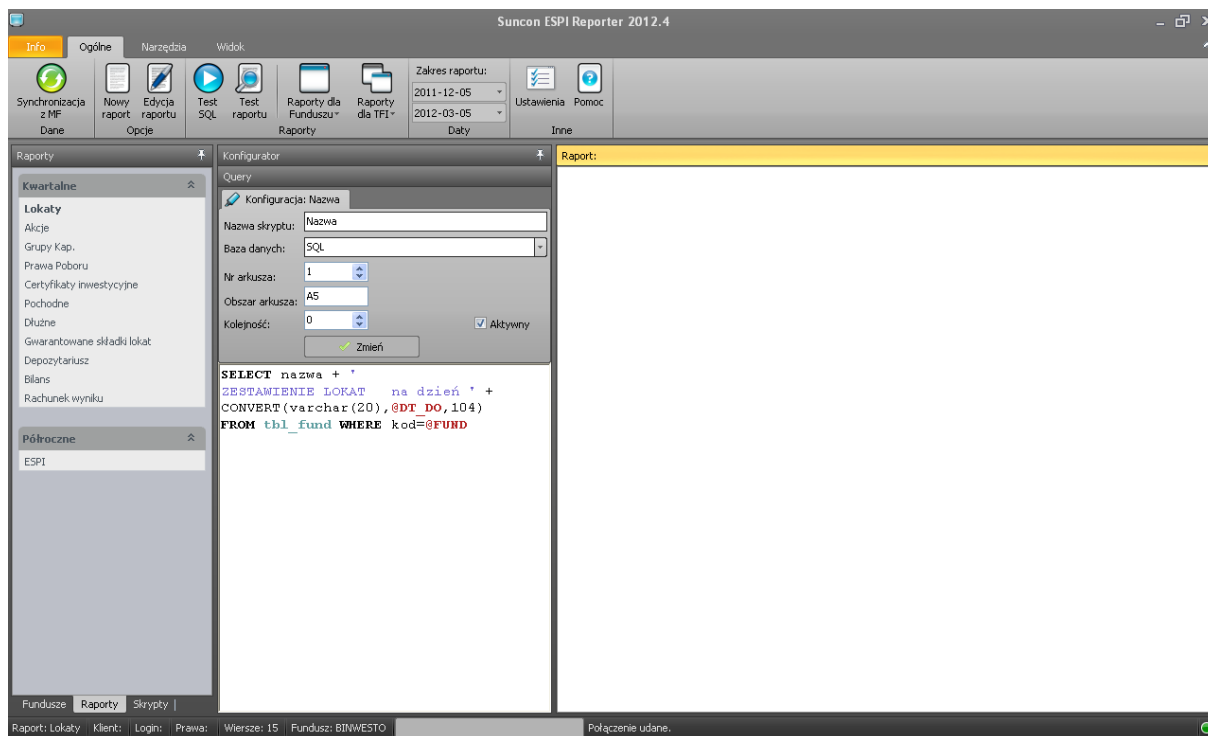 Suncon ESPI Reporter 2012.4
Info Ogólne Narzędzia Widok
Synchronizacja z MF
Nowy raport
Edycja raportu
Test SQL
Test raportu
Raporty dla Funduszu
Raporty dla TFI
Zakres raportu:
2011-12-05
2012-03-05
Ustawienia
Pomoc
Dane Opcje Raporty Daty Inne
Raporty
Kwartalne
Lokaty
Akcje
Grupy Kap.
Prawa Poboru
Certyfikaty inwestycyjne
Pochodne
Dłużne
Gwarantowane składki lokat
Depozytariusz
Bilans
Rachunek wyniku
Półroczne
ESPI
Fundusze Raporty Skrypty |
Konfigurator
Query
Konfiguracja: Nazwa
Nazwa skryptu: Nazwa
Baza danych: SQL
Nr arkusza: 1
Obszar arkusza: A5
Kolejność: 0
Aktywny
Zmień
SELECT nazwa + '
ZESTAWIENIE LOKAT na dzień ' +
CONVERT(varchar(20),@DT_DO,104)
FROM tbl_fund WHERE kod=@FUND
Raport:
Raport: Lokaty Klient: Login: Prawa: Wiersze: 15 Fundusz: BINWESTO Połączenie udane.